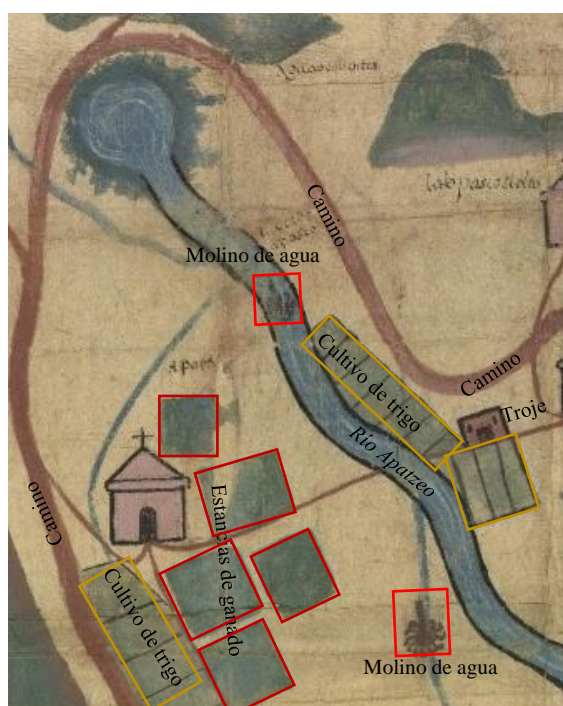 Aguascalientes
Camino
Molino de agua
Cultivo de trigo
Camino
Troje
Río Apatzeo
Estancias de ganado
Camino
Cultivo de trigo
Molino de agua